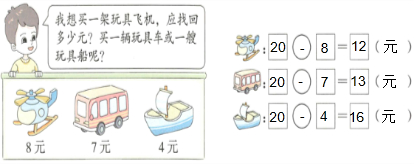 我想买一架玩具飞机，应找回
多少元？买一辆玩具车或一艘
玩具船呢？
8元
7元
4元
: 20 - 8 = 12 (元)
: 20 - 7 = 13 (元)
: 20 - 4 = 16 (元)